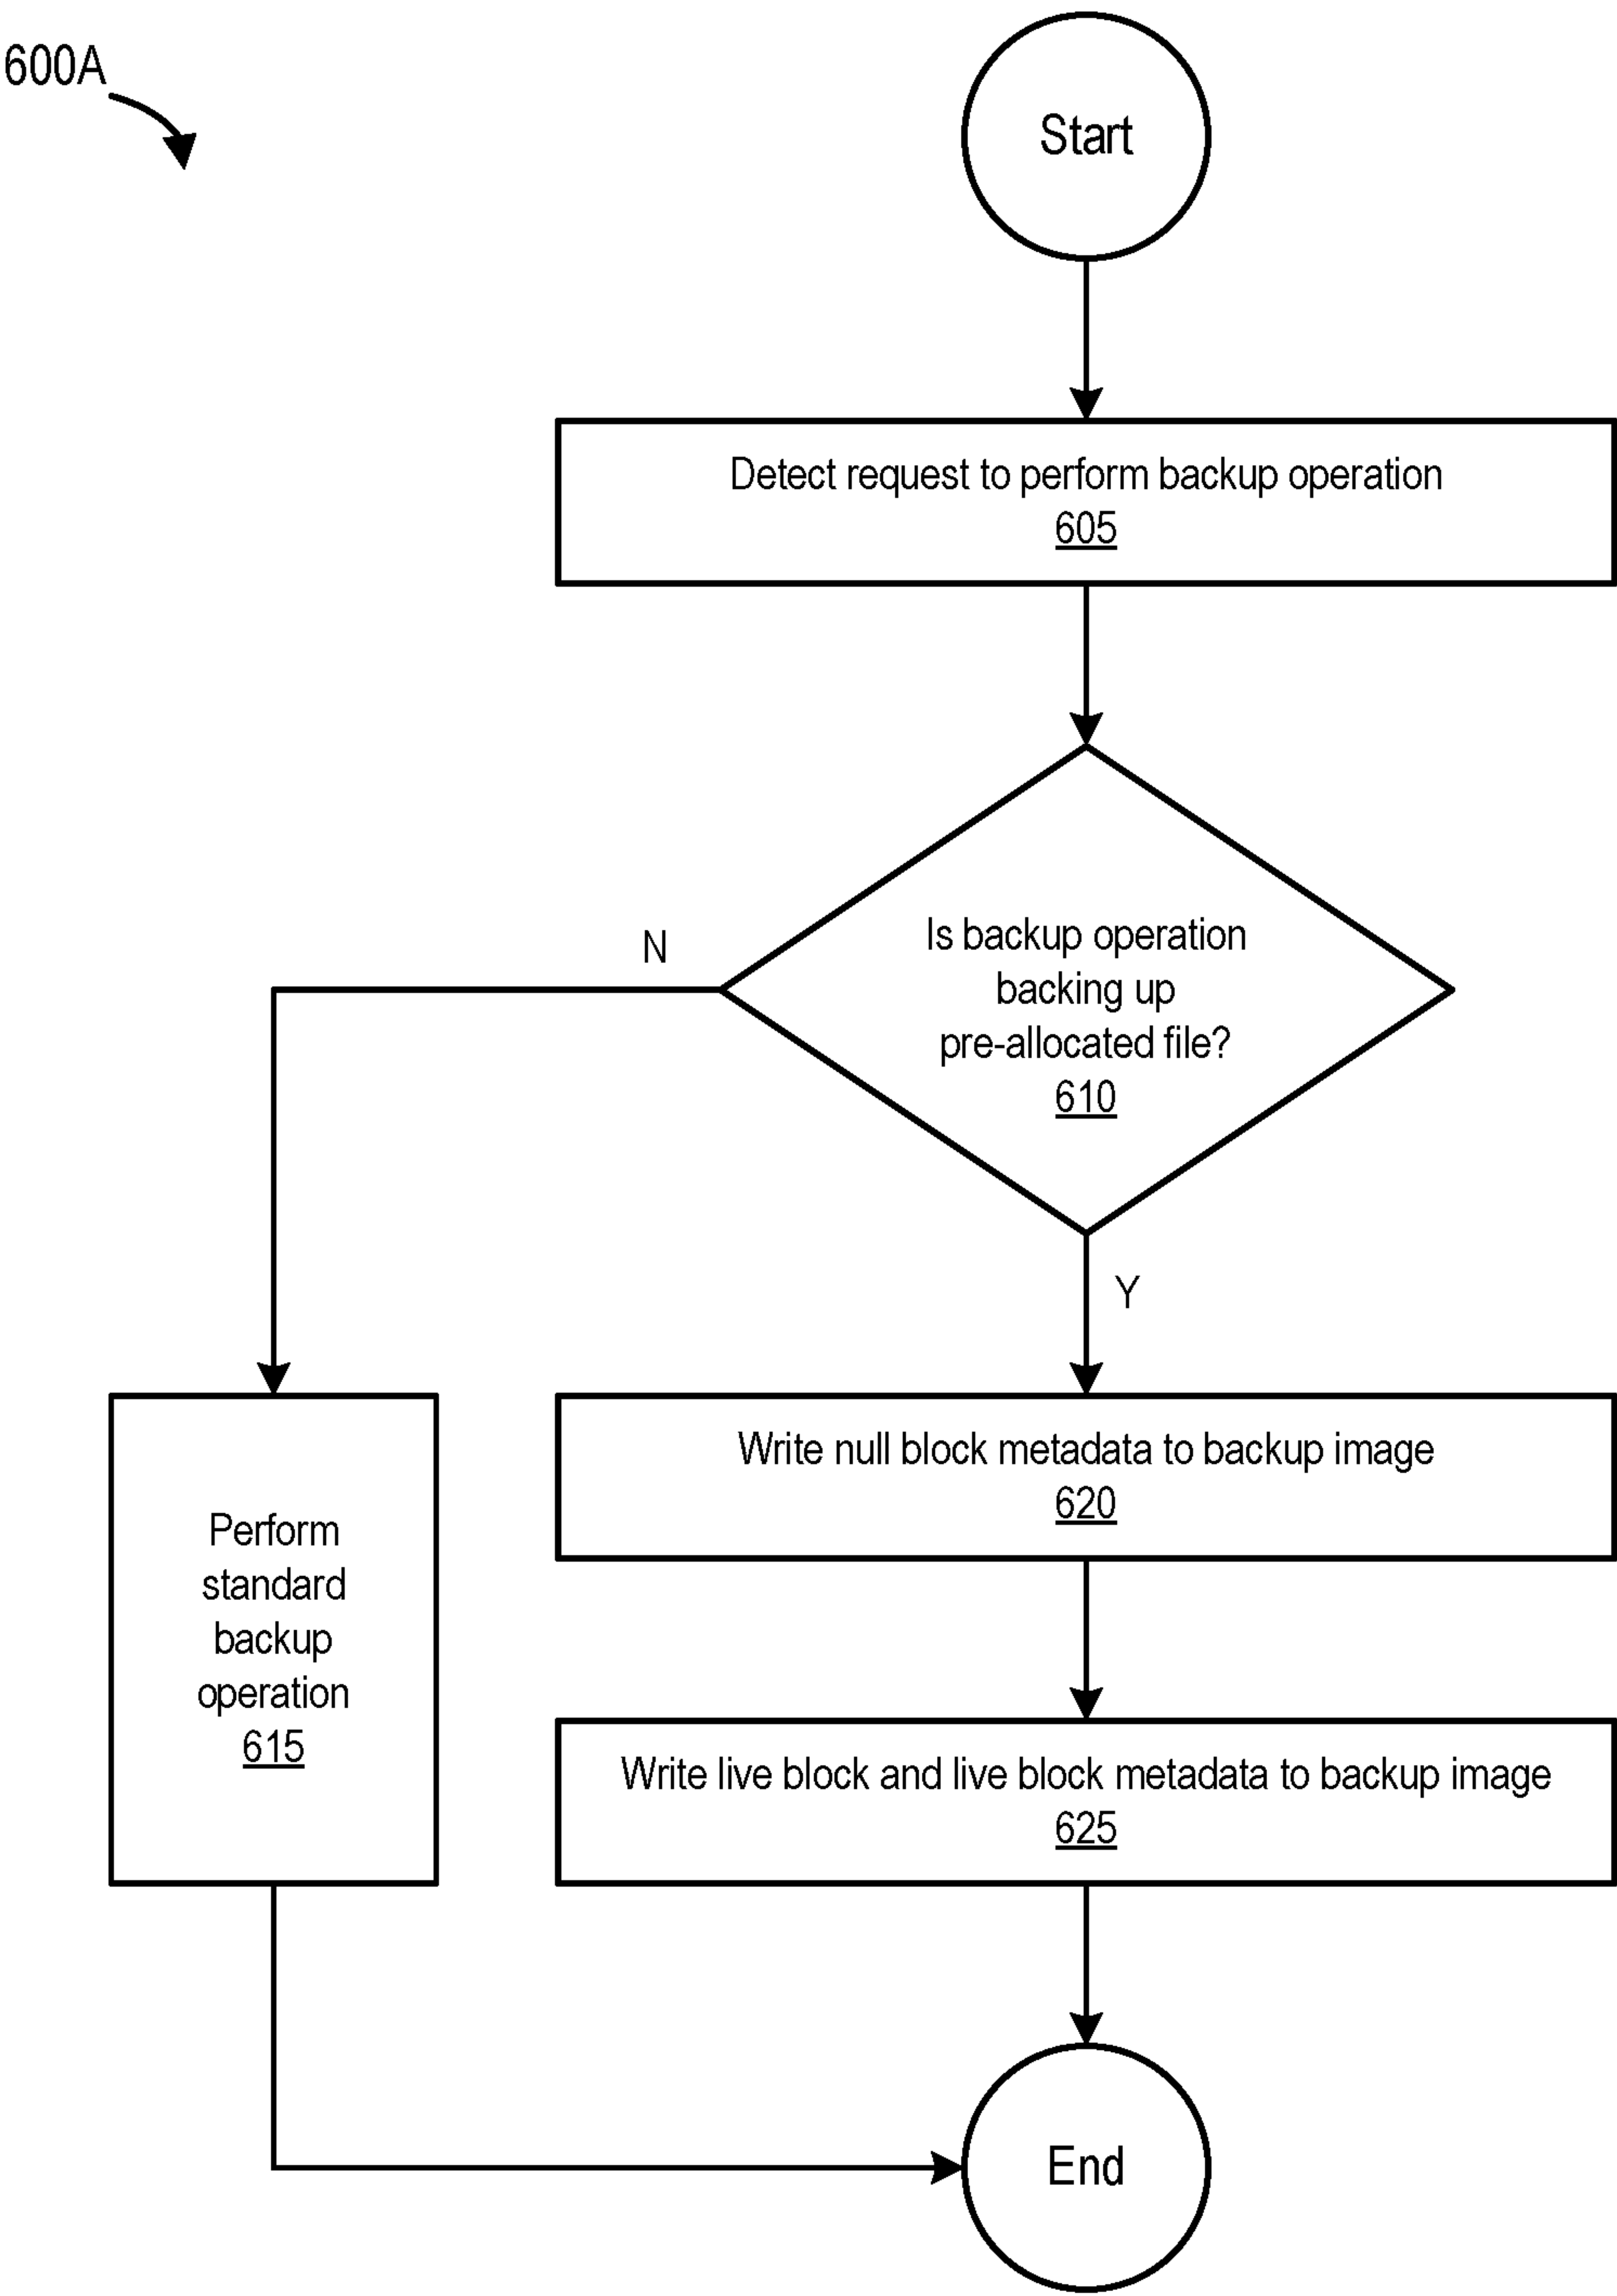 600A
Start
Detect request to perform backup operation
605
Is backup operation
backing up
pre-allocated file?
610
N
Y
Write null block metadata to backup image
620
Perform
standard
backup
operation
615
Write live block and live block metadata to backup image
625
End